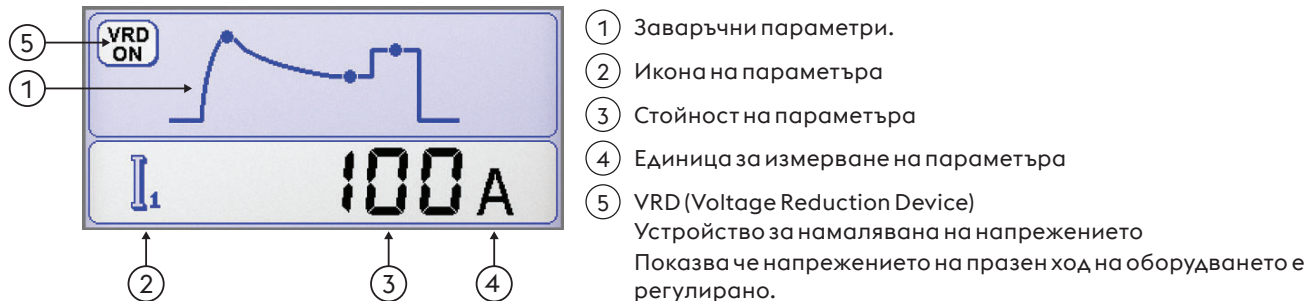 5
VRD
ON
1
I1
100 A
2
3
4
1 Заваръчни параметри.
2 Икона на параметъра
3 Стойност на параметъра
4 Единица за измерване на параметъра
5 VRD (Voltage Reduction Device)
Устройство за намалявана на напрежението
Показва че напрежението на празен ход на оборудването е
регулирано.